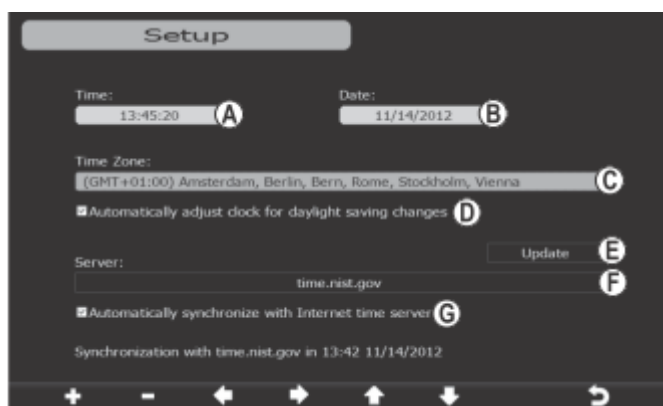 Setup
Time: Date:
13:45:20 A 11/14/2012 B
Time Zone:
(GMT+01:00) Amsterdam, Berlin, Bern, Rome, Stockholm, Vienna C
Automatically adjust clock for daylight saving changes D
Update E
Server:
time.nist.gov F
Automatically synchronize with Internet time server G
Synchronization with time.nist.gov in 13:42 11/14/2012